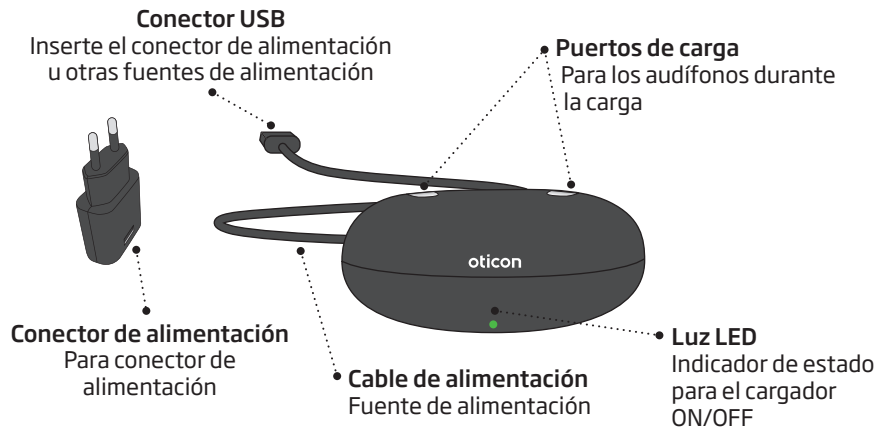 Conector USB
Inserte el conector de alimentación
u otras fuentes de alimentación
Puertos de carga
Para los audífonos durante
la carga
oticon
Conector de alimentación
Para conector de
alimentación
Cable de alimentación
Fuente de alimentación
Luz LED
Indicador de estado
para el cargador
ON/OFF